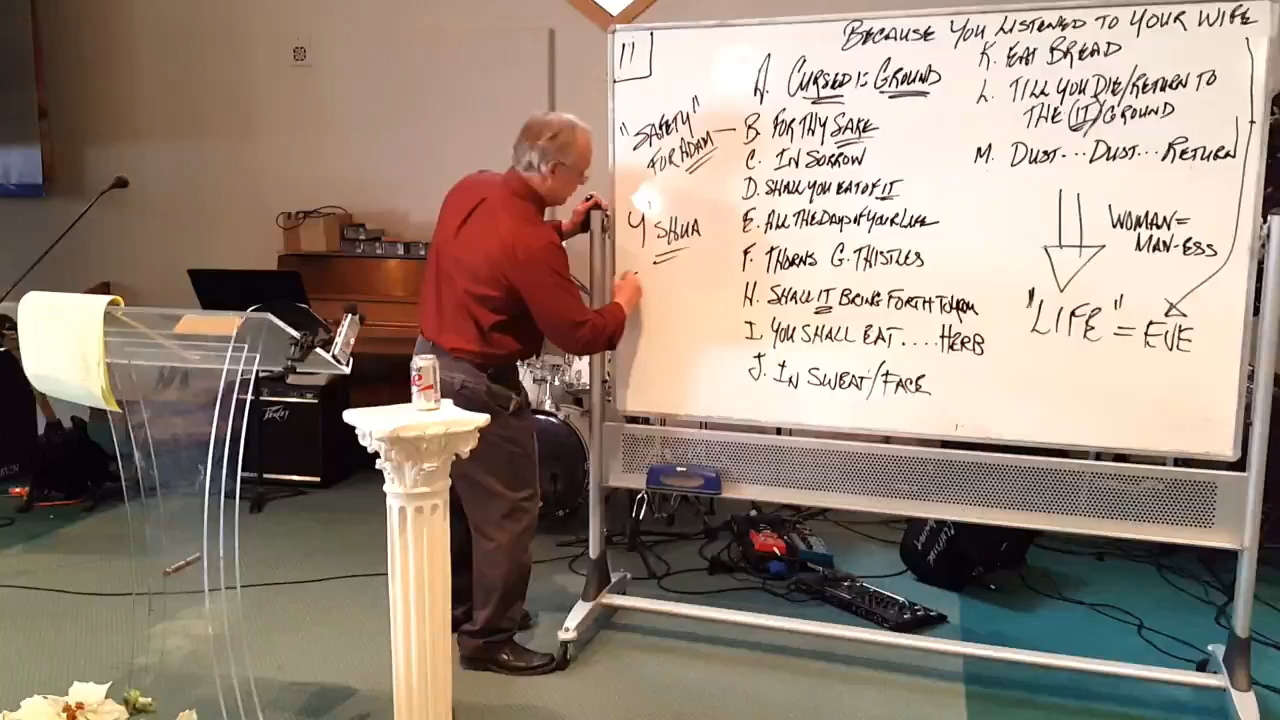 BECAUSE YOU LISTENED TO YOUR WIFE
11
A. CURSED IS GROUND
"SAFETY"
FOR ADAM
B. FOR THY SAKE
C. IN SORROW
D. SHALL YOU EAT OF IT
Y'SHUA
E. ALL THE DAYS OF YOUR LIFE
F. THORNS G. THISTLES
H. SHALL IT BRING FORTH TO YOU
I. YOU SHALL EAT .... HERB
J. IN SWEAT/FACE
K. EAT BREAD
L. TILL YOU DIE/RETURN TO
THE (IT)/GROUND
M. DUST...DUST...RETURN
WOMAN=
MAN-ESS
"LIFE" = EVE
PEAVEY